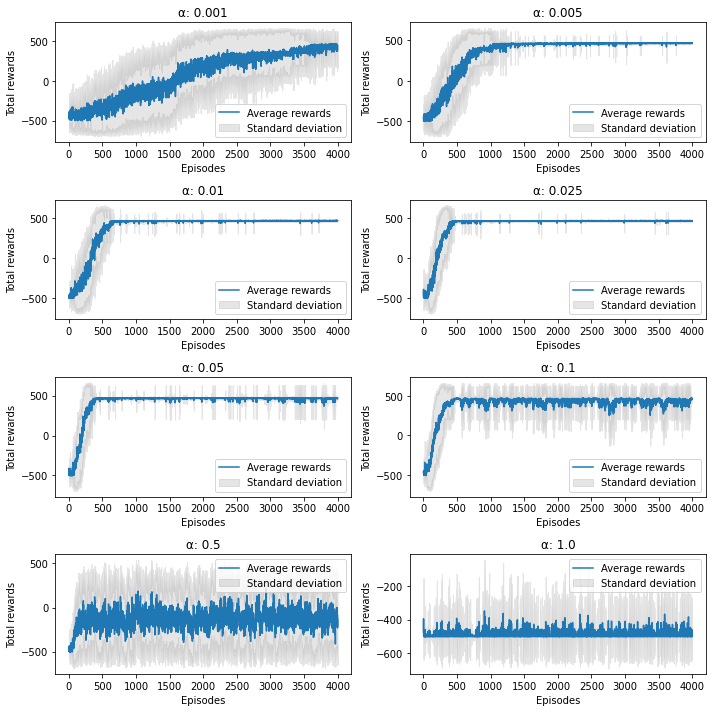 α: 0.001
Total rewards
500
0
−500
Average rewards
Standard deviation
0 500 1000 1500 2000 2500 3000 3500 4000
Episodes
α: 0.005
Total rewards
500
0
−500
Average rewards
Standard deviation
0 500 1000 1500 2000 2500 3000 3500 4000
Episodes
α: 0.01
Total rewards
500
0
−500
Average rewards
Standard deviation
0 500 1000 1500 2000 2500 3000 3500 4000
Episodes
α: 0.025
Total rewards
500
0
−500
Average rewards
Standard deviation
0 500 1000 1500 2000 2500 3000 3500 4000
Episodes
α: 0.05
Total rewards
500
0
−500
Average rewards
Standard deviation
0 500 1000 1500 2000 2500 3000 3500 4000
Episodes
α: 0.1
Total rewards
500
0
−500
Average rewards
Standard deviation
0 500 1000 1500 2000 2500 3000 3500 4000
Episodes
α: 0.5
Total rewards
500
0
−500
Average rewards
Standard deviation
0 500 1000 1500 2000 2500 3000 3500 4000
Episodes
α: 1.0
Total rewards
−200
−400
−600
Average rewards
Standard deviation
0 500 1000 1500 2000 2500 3000 3500 4000
Episodes